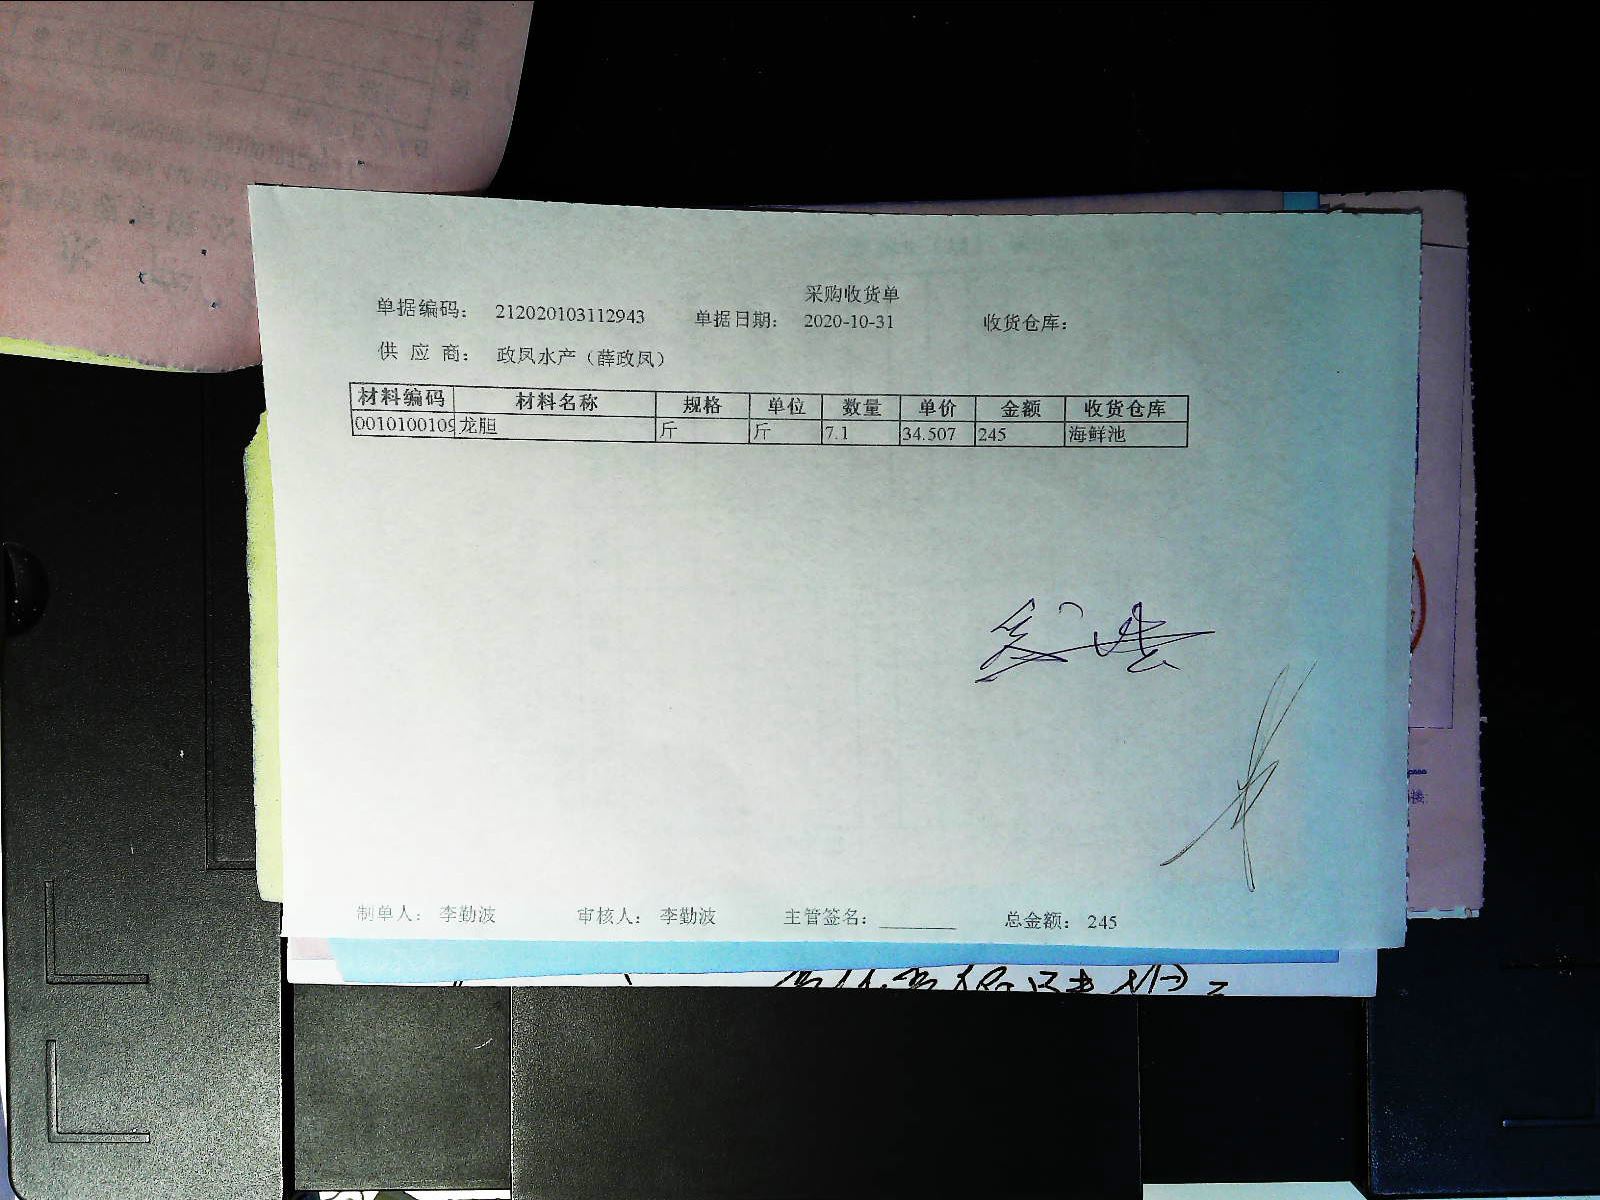 采购收货单
单据编码： 212020103112943 单据日期： 2020-10-31 收货仓库：
供 应 商： 政凤水产（薛政凤）
材料编码 材料名称 规格 单位 数量 单价 金额 收货仓库
0010100109 龙胆 斤 斤 7.1 34.507 245 海鲜池
制单人： 李勤波 审核人： 李勤波 主管签名： ________ 总金额： 245